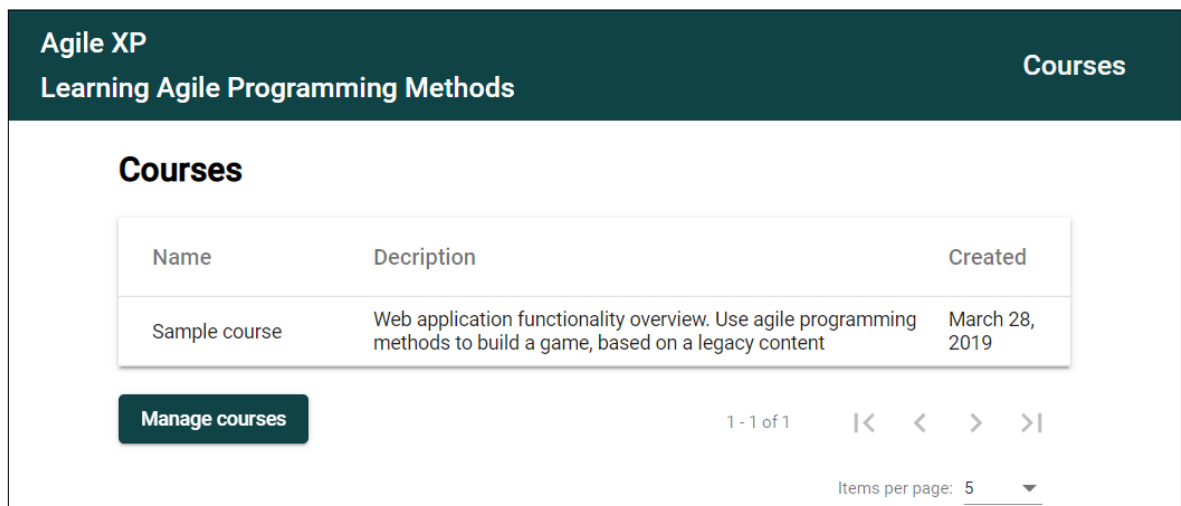 Agile XP
Learning Agile Programming Methods
Courses
Courses
Name Decription Created
Sample course
Web application functionality overview. Use agile programming
methods to build a game, based on a legacy content
March 28,
2019
Manage courses
1 - 1 of 1
Items per page: 5